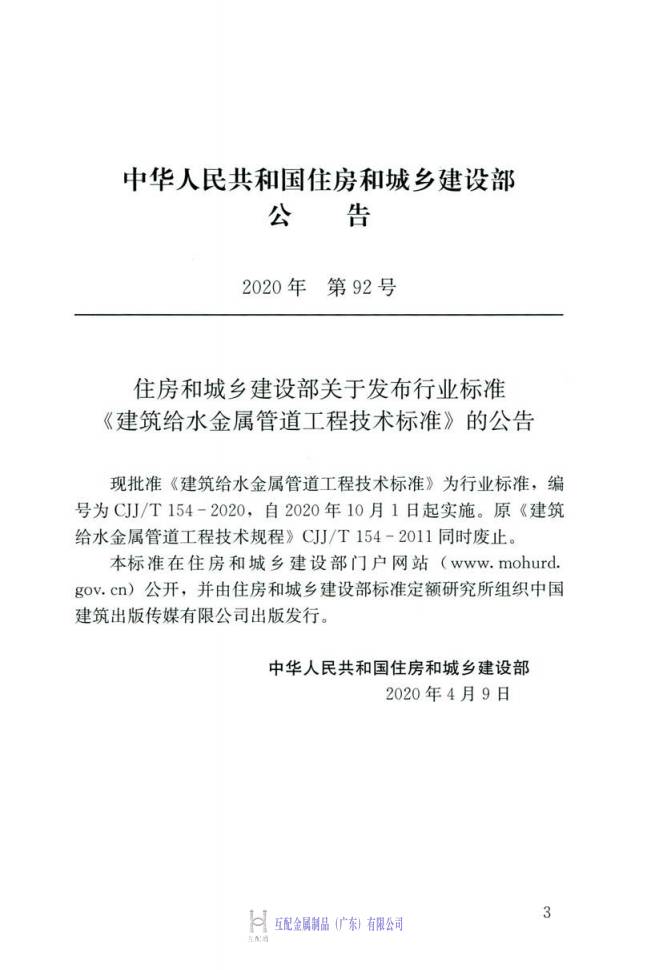 中华人民共和国住房和城乡建设部
公 告
2020 年 第 92 号
住房和城乡建设部关于发布行业标准
《建筑给水金属管道工程技术标准》的公告
现批准《建筑给水金属管道工程技术标准》为行业标准，编
号为 CJJ/T 154－2020，自 2020 年 10 月 1 日起实施。原《建筑
给水金属管道工程技术规程》CJJ/T 154－2011 同时废止。
本标准在住房和城乡建设部门户网站（www.mohurd.
gov.cn）公开，并由住房和城乡建设部标准定额研究所组织中国
建筑出版传媒有限公司出版发行。
中华人民共和国住房和城乡建设部
2020 年 4 月 9 日
3
互配金属制品（广东）有限公司
互配通